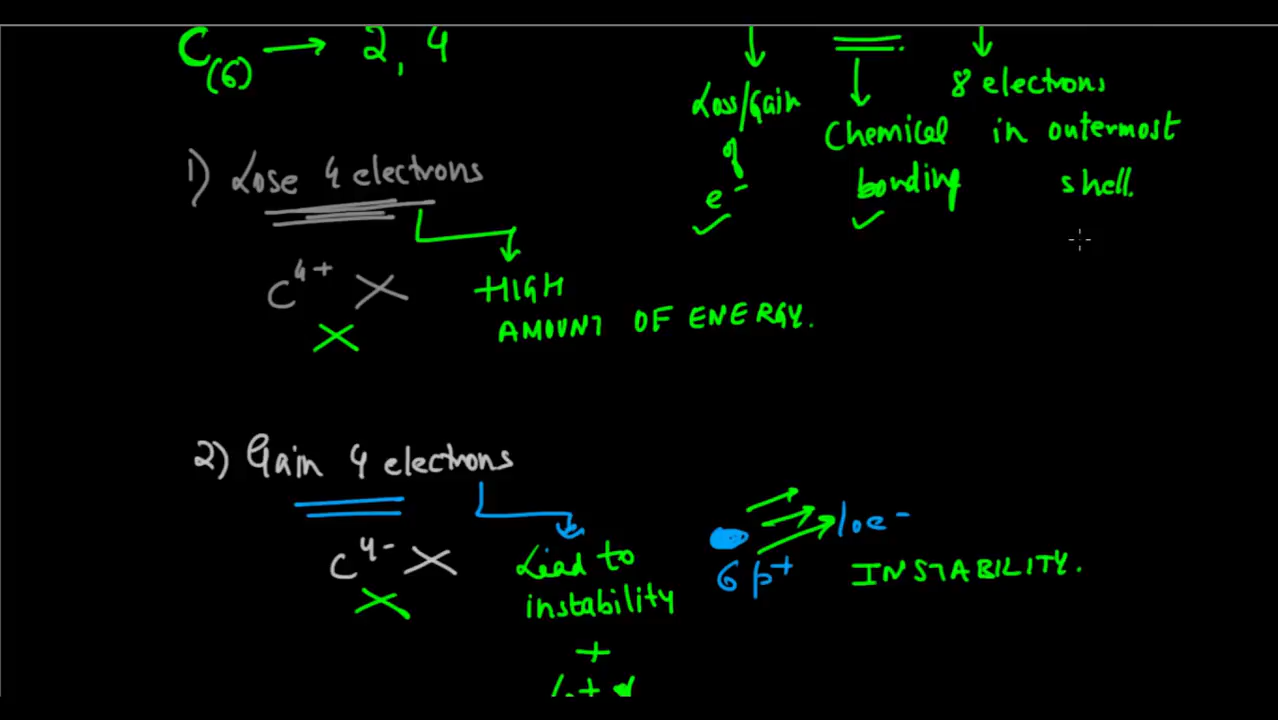 C(6) → 2, 4
Loss/Gain
of
e-
Chemical
bonding
8 electrons
in outermost
shell.
1) Lose 4 electrons
C4+ X
X
HIGH
AMOUNT OF ENERGY.
2) Gain 4 electrons
C4- X
X
Lead to
instability
+
6 p+
10e-
INSTABILITY.